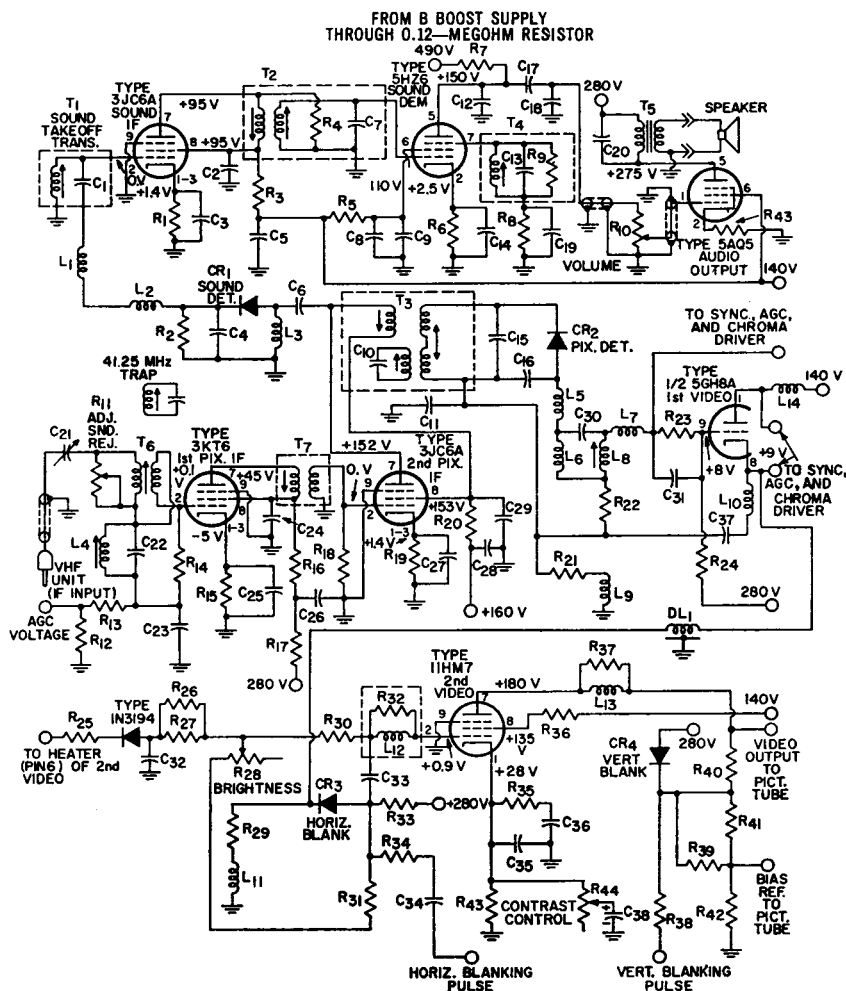 FROM B BOOST SUPPLY
THROUGH 0.12—MEGOHM RESISTOR
490V
R7
+150 V
C17
C12
C18
TYPE
5HZ6
SOUND
DEM
TYPE
3JC6A
SOUND
IF
T1
SOUND
TAKEOFF
TRANS.
+95 V
T2
R4
C7
280 V
T5
SPEAKER
C20
+275 V
C1
0.V
+1.4V
9
2
7
8
1-3
+95 V
C2
R3
R1
C3
C5
R5
C8
C9
110 V
5
6
7
2
+2.5 V
R6
C14
T4
C13
R9
R8
C19
R10
VOLUME
1
5
6
2
R43
TYPE 5AQ5
AUDIO
OUTPUT
140V
L1
L2
CR1
SOUND
DET.
R2
C4
L3
C6
T3
C10
C15
C16
C11
CR2
PIX. DET.
TO SYNC., AGC,
AND CHROMA
DRIVER
41.25 MHz
TRAP
L5
C30
L6
L8
L7
R22
R23
C31
TYPE
1/2 5GH8A
1st VIDEO
1
9
8
+8V
L14
140 V
+9 V
TO SYNC,
AGC, AND
CHROMA
DRIVER
L10
C37
R24
280 V
C21
R11
ADJ.
SND.
REJ.
T6
+0.1
V
TYPE
3KT6
1st PIX. IF
2
7
9
8
1-3
-5 V
+45V
T7
C24
L4
C22
VHF
UNIT
(IF INPUT)
R14
R15
C25
R16
R18
C26
R17
280 V
AGC
VOLTAGE
R13
R12
C23
+152 V
TYPE
3JC6A
2nd PIX.
IF
0. V
9
2
7
8
1-3
+153V
+1.4V
R19
C27
R20
C28
C29
+160 V
R21
L9
DL1
R25
TYPE
1N3194
R26
R27
C32
TO HEATER
(PIN6) OF 2nd
VIDEO
R28
BRIGHTNESS
R30
R32
L12
TYPE
11HM7
2nd
VIDEO
9
2
7
8
1
+0.9 V
+180 V
+135
V
+28 V
R37
L13
R36
140V
VIDEO
OUTPUT
TO
PICT.
TUBE
CR4
VERT
BLANK
280V
R40
R41
R39
R42
BIAS
REF.
TO
PICT.
TUBE
R38
VERT. BLANKING
PULSE
C33
CR3
HORIZ.
BLANK
R33
+280V
R35
C36
C35
R29
L11
R34
R31
C34
R43
R44
CONTRAST
CONTROL
C38
HORIZ. BLANKING
PULSE